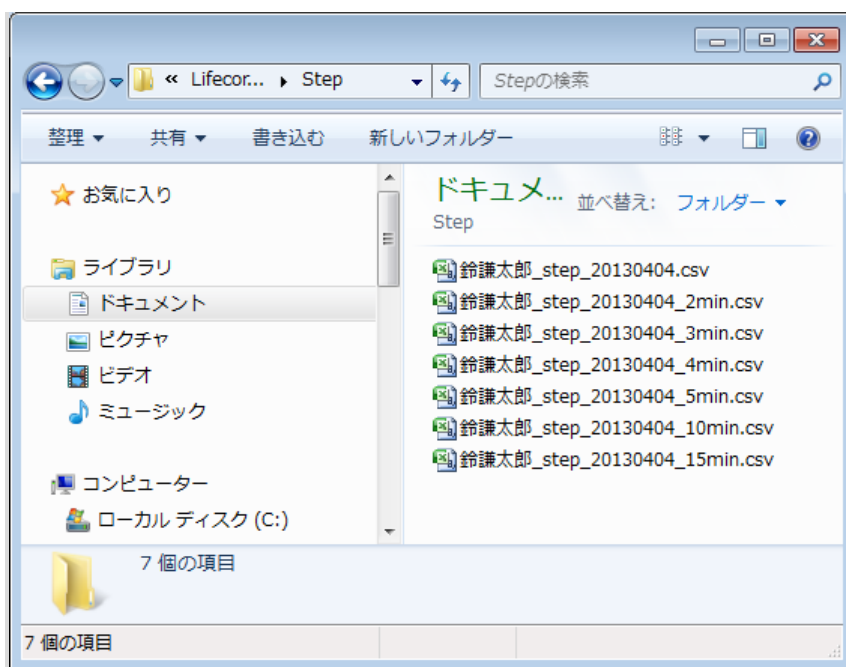 « Lifecor... ▸ Step
Stepの検索
整理 ▼ 共有 ▼ 書き込む 新しいフォルダー
お気に入り
ライブラリ
ドキュメント
ピクチャ
ビデオ
ミュージック
コンピューター
ローカル ディスク (C:)
ドキュメ...
Step
並べ替え: フォルダー ▼
鈴謙太郎_step_20130404.csv
鈴謙太郎_step_20130404_2min.csv
鈴謙太郎_step_20130404_3min.csv
鈴謙太郎_step_20130404_4min.csv
鈴謙太郎_step_20130404_5min.csv
鈴謙太郎_step_20130404_10min.csv
鈴謙太郎_step_20130404_15min.csv
7 個の項目
7 個の項目